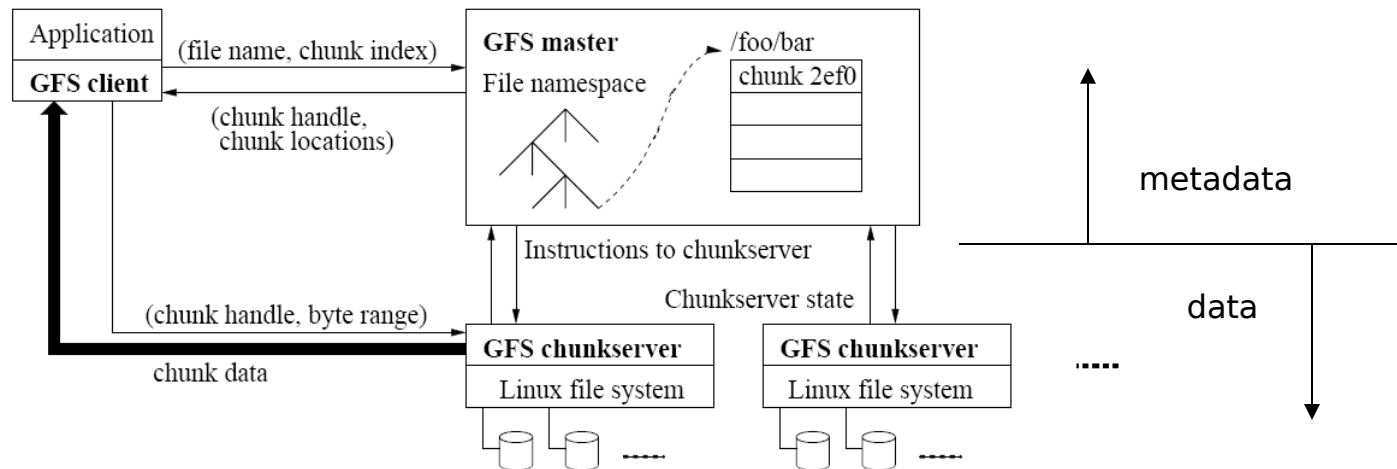 Application
GFS client
(file name, chunk index)
(chunk handle,
chunk locations)
GFS master
File namespace
/foo/bar
chunk 2ef0
metadata
Instructions to chunkserver
Chunkserver state
data
(chunk handle, byte range)
chunk data
GFS chunkserver
Linux file system
GFS chunkserver
Linux file system